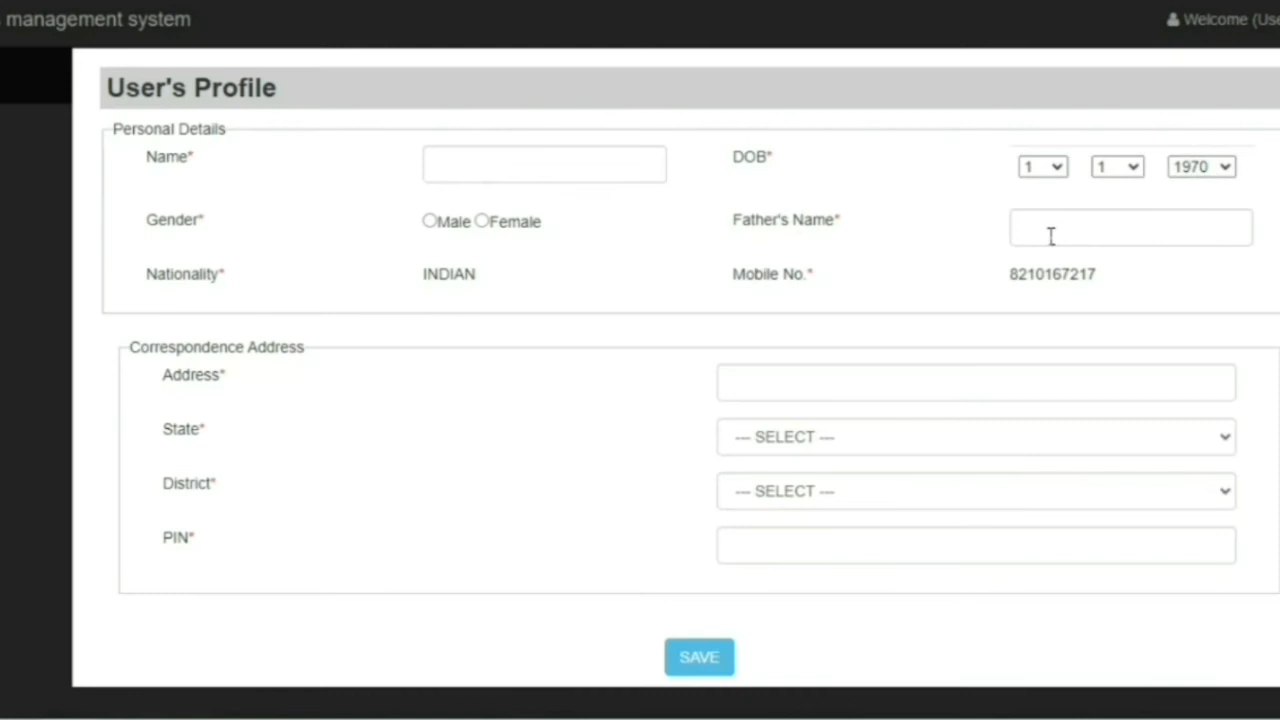 management system
Welcome (Use
User's Profile
Personal Details
Name* DOB* 1 1 1970
Gender* Male Female Father's Name*
Nationality* INDIAN Mobile No.* 8210167217
Correspondence Address
Address*
State* --- SELECT ---
District* --- SELECT ---
PIN*
SAVE